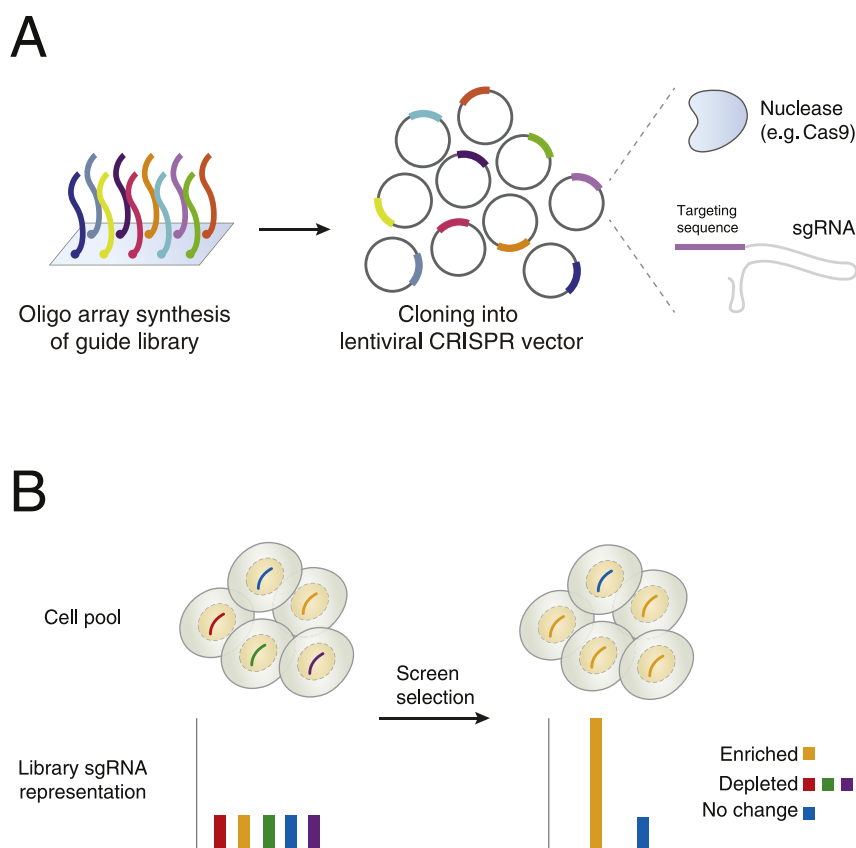 A
Nuclease
(e.g. Cas9)
Targeting
sequence
sgRNA
Oligo array synthesis
of guide library
Cloning into
lentiviral CRISPR vector
B
Cell pool
Screen
selection
Library sgRNA
representation
Enriched
Depleted
No change